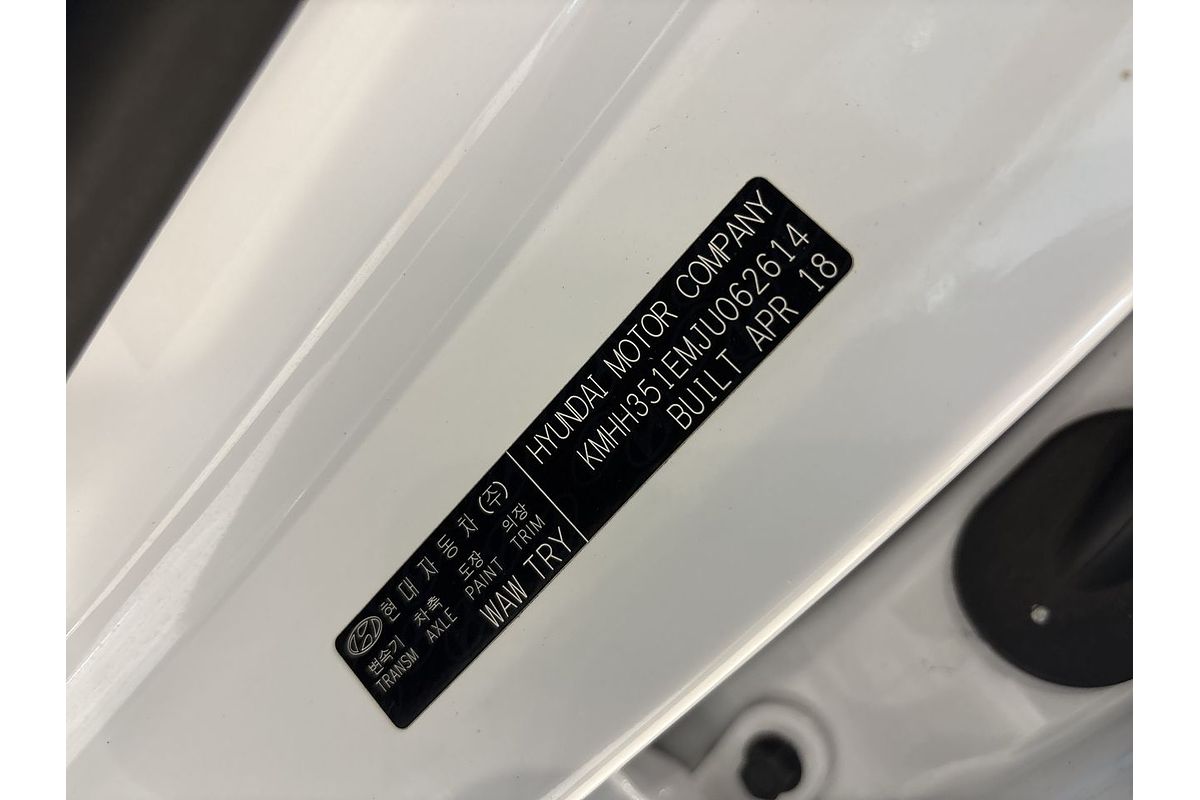 현대자동차(주)
변속기 차축 도장 의장
TRANSM AXLE PAINT TRIM
WAW TRY
HYUNDAI MOTOR COMPANY
KMHH351EMJU062614
BUILT APR 18